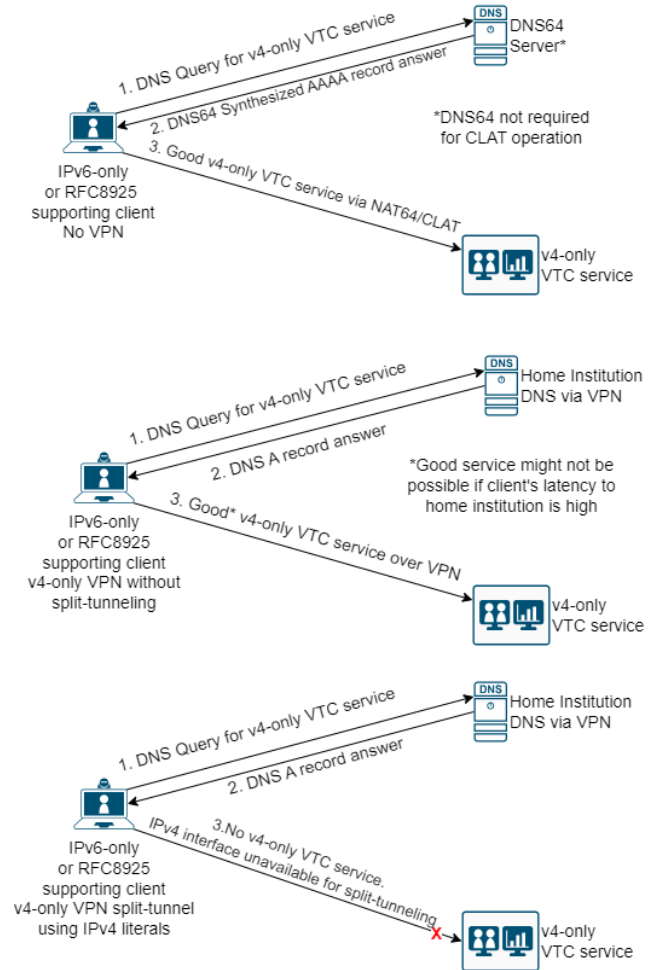 DNS
DNS64
Server*
1. DNS Query for v4-only VTC service
2. DNS64 Synthesized AAAA record answer
*DNS64 not required
for CLAT operation
3. Good v4-only VTC service via NAT64/CLAT
IPv6-only
or RFC8925
supporting client
No VPN
v4-only
VTC service
DNS
Home Institution
DNS via VPN
1. DNS Query for v4-only VTC service
2. DNS A record answer
*Good service might not be
possible if client's latency to
home institution is high
3. Good* v4-only VTC service over VPN
IPv6-only
or RFC8925
supporting client
v4-only VPN without
split-tunneling
v4-only
VTC service
DNS
Home Institution
DNS via VPN
1. DNS Query for v4-only VTC service
2. DNS A record answer
3.No v4-only VTC service.
IPv4 interface unavailable for split-tunneling
X
IPv6-only
or RFC8925
supporting client
v4-only VPN split-tunnel
using IPv4 literals
v4-only
VTC service